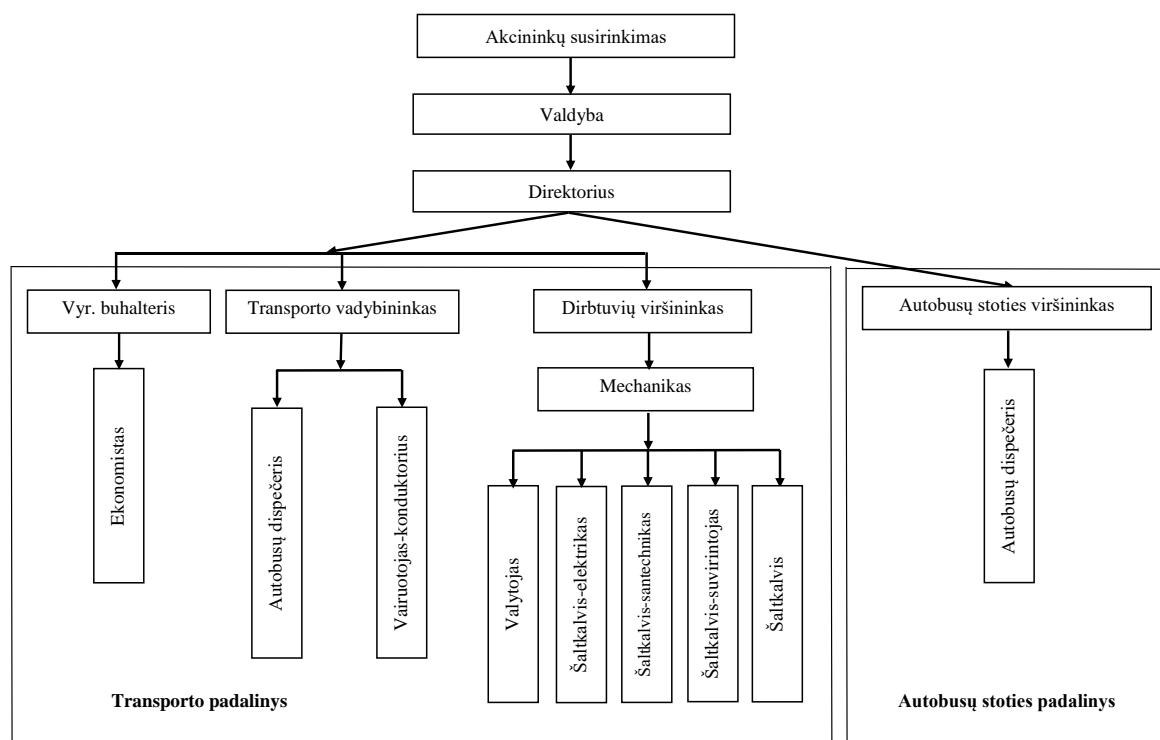 Akcininkų susirinkimas
Valdyba
Direktorius
Vyr. buhalteris
Transporto vadybininkas
Dirbtuvių viršininkas
Autobusų stoties viršininkas
Mechanikas
Ekonomistas
Autobusų dispečeris
Vairuotojas-konduktorius
Valytojas
Šaltkalvis-elektrikas
Šaltkalvis-santechnikas
Šaltkalvis-suvirintojas
Šaltkalvis
Autobusų dispečeris
Transporto padalinys
Autobusų stoties padalinys